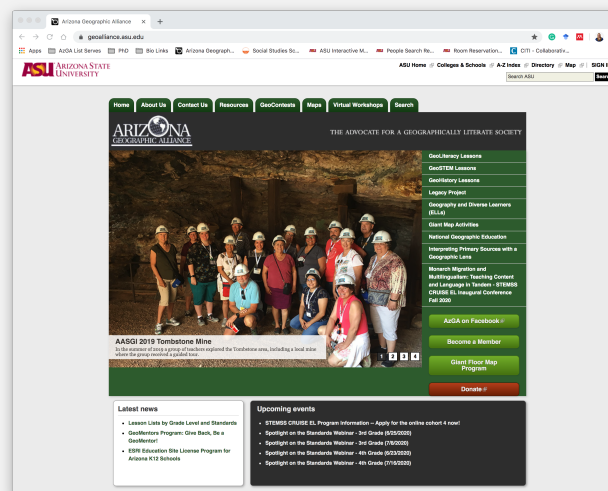 Arizona Geographic Alliance
geoalliance.asu.edu
Apps AzGA List Serves PhD Bio Links Arizona Geograph... Social Studies So... ASU Interactive M... People Search Re... Room Reservation... CITI - Collaborativ...
ASU ARIZONA STATE
UNIVERSITY
ASU Home Colleges & Schools A-Z Index Directory Map SIGN I
Search ASU Sear
Home About Us Contact Us Resources GeoContests Maps Virtual Workshops Search
ARIZONA
GEOGRAPHIC ALLIANCE
THE ADVOCATE FOR A GEOGRAPHICALLY LITERATE SOCIETY
GeoLiteracy Lessons
GeoSTEM Lessons
GeoHistory Lessons
Legacy Project
Geography and Diverse Learners
(ELLs)
Giant Map Activities
National Geographic Education
Interpreting Primary Sources with a
Geographic Lens
Monarch Migration and
Multilingualism: Teaching Content
and Language in Tandem - STEMSS
CRUISE EL Inaugural Conference
Fall 2020
AzGA on Facebook
Become a Member
Giant Floor Map
Program
Donate
AASGI 2019 Tombstone Mine
In the summer of 2019 a group of teachers explored the Tombstone area, including a local mine
where the group received a guided tour.
1 2 3 4
Latest news
Lesson Lists by Grade Level and Standards
GeoMentors Program: Give Back, Be a
GeoMentor!
ESRI Education Site License Program for
Arizona K12 Schools
Upcoming events
STEMSS CRUISE EL Program Information -- Apply for the online cohort 4 now!
Spotlight on the Standards Webinar - 3rd Grade (6/25/2020)
Spotlight on the Standards Webinar - 3rd Grade (7/8/2020)
Spotlight on the Standards Webinar - 4th Grade (6/23/2020)
Spotlight on the Standards Webinar - 4th Grade (7/16/2020)